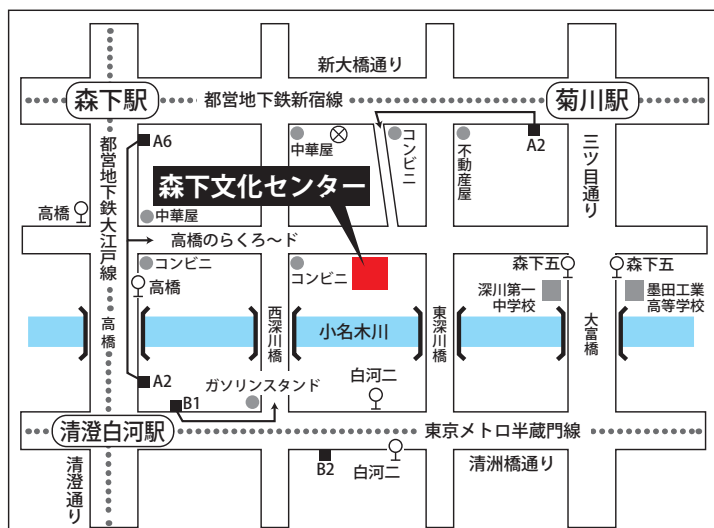 新大橋通り
森下駅
都営地下鉄新宿線
菊川駅
A6
中華屋
コンビニ
不動産屋
A2
三ツ目通り
都営地下鉄大江戸線
森下文化センター
高橋
中華屋
高橋のらくろ〜ド
コンビニ
高橋
コンビニ
森下五
森下五
深川第一
中学校
墨田工業
高等学校
高橋
西深川橋
小名木川
東深川橋
大富橋
A2
ガソリンスタンド
白河二
B1
清澄白河駅
東京メトロ半蔵門線
清澄通り
B2
白河二
清洲橋通り